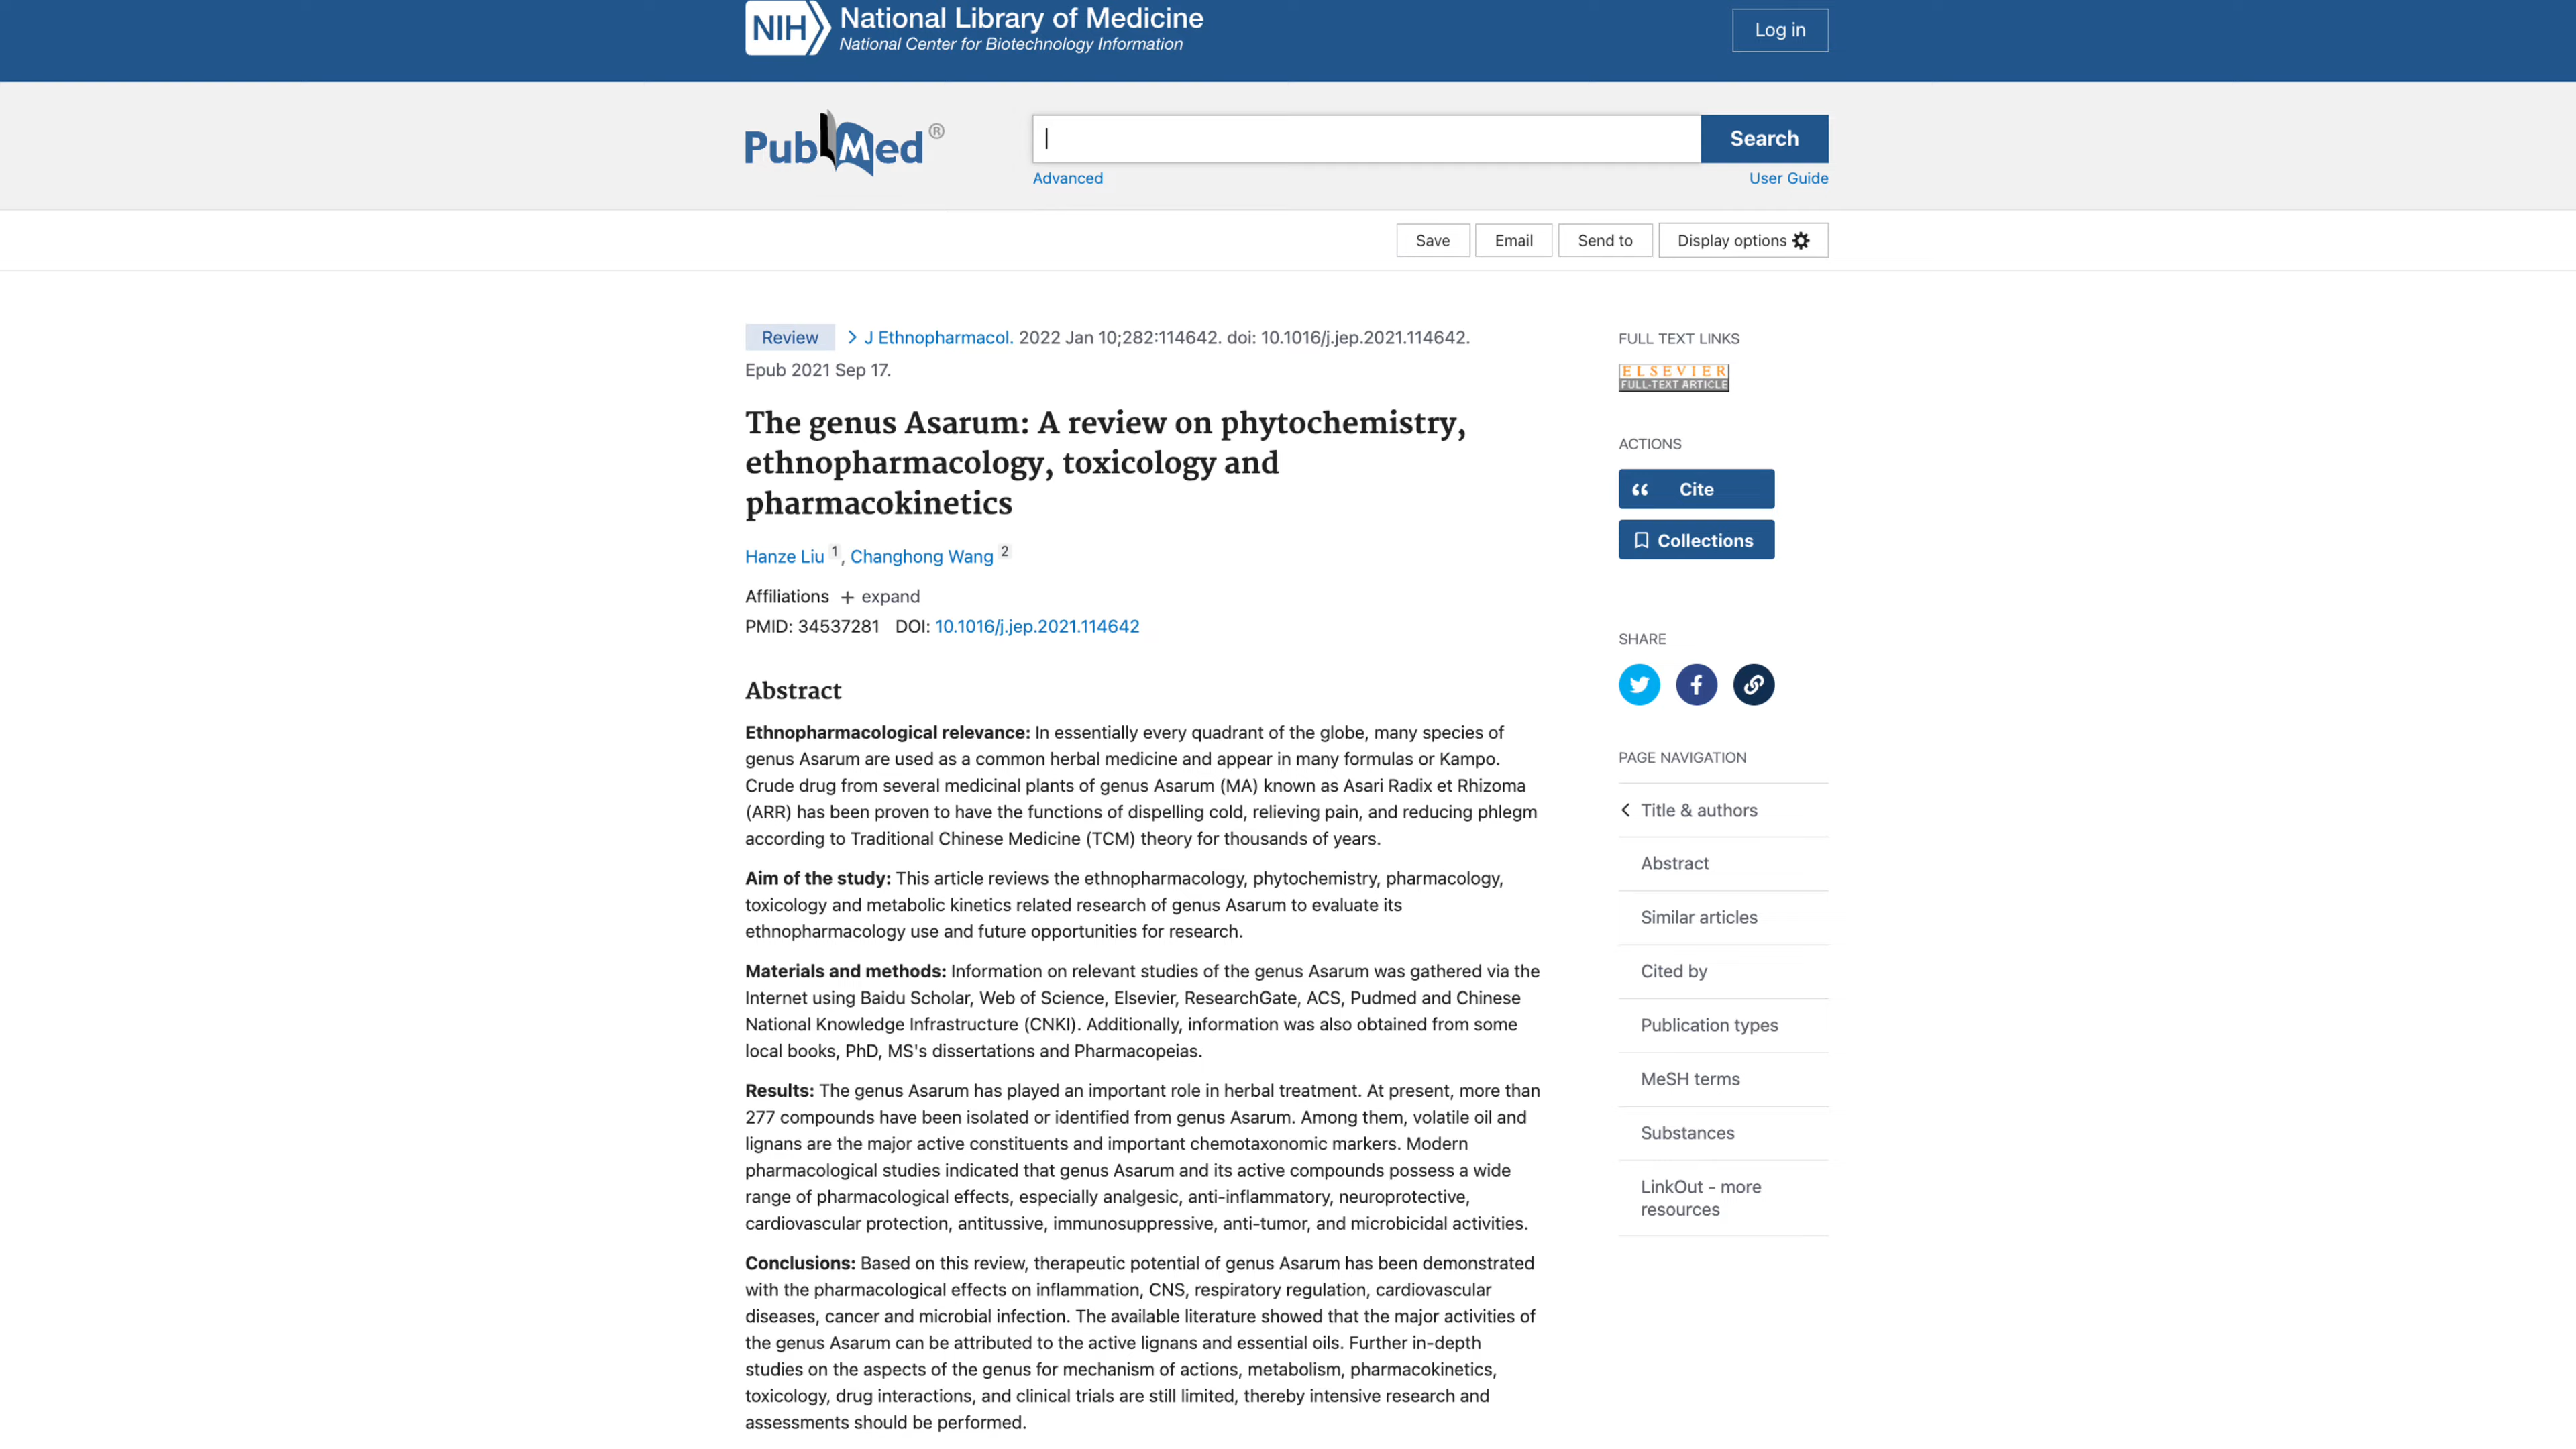 NIH National Library of Medicine
National Center for Biotechnology Information
Log in
PubMed ®
Search
Advanced
User Guide
Save
Email
Send to
Display options
Review
J Ethnopharmacol. 2022 Jan 10;282:114642. doi: 10.1016/j.jep.2021.114642.
Epub 2021 Sep 17.
The genus Asarum: A review on phytochemistry,
ethnopharmacology, toxicology and
pharmacokinetics
Hanze Liu 1, Changhong Wang 2
Affiliations + expand
PMID: 34537281 DOI: 10.1016/j.jep.2021.114642
Abstract
Ethnopharmacological relevance: In essentially every quadrant of the globe, many species of
genus Asarum are used as a common herbal medicine and appear in many formulas or Kampo.
Crude drug from several medicinal plants of genus Asarum (MA) known as Asari Radix et Rhizoma
(ARR) has been proven to have the functions of dispelling cold, relieving pain, and reducing phlegm
according to Traditional Chinese Medicine (TCM) theory for thousands of years.
Aim of the study: This article reviews the ethnopharmacology, phytochemistry, pharmacology,
toxicology and metabolic kinetics related research of genus Asarum to evaluate its
ethnopharmacology use and future opportunities for research.
Materials and methods: Information on relevant studies of the genus Asarum was gathered via the
Internet using Baidu Scholar, Web of Science, Elsevier, ResearchGate, ACS, Pudmed and Chinese
National Knowledge Infrastructure (CNKI). Additionally, information was also obtained from some
local books, PhD, MS's dissertations and Pharmacopeias.
Results: The genus Asarum has played an important role in herbal treatment. At present, more than
277 compounds have been isolated or identified from genus Asarum. Among them, volatile oil and
lignans are the major active constituents and important chemotaxonomic markers. Modern
pharmacological studies indicated that genus Asarum and its active compounds possess a wide
range of pharmacological effects, especially analgesic, anti-inflammatory, neuroprotective,
cardiovascular protection, antitussive, immunosuppressive, anti-tumor, and microbicidal activities.
Conclusions: Based on this review, therapeutic potential of genus Asarum has been demonstrated
with the pharmacological effects on inflammation, CNS, respiratory regulation, cardiovascular
diseases, cancer and microbial infection. The available literature showed that the major activities of
the genus Asarum can be attributed to the active lignans and essential oils. Further in-depth
studies on the aspects of the genus for mechanism of actions, metabolism, pharmacokinetics,
toxicology, drug interactions, and clinical trials are still limited, thereby intensive research and
assessments should be performed.
FULL TEXT LINKS
ELSEVIER
FULL-TEXT ARTICLE
ACTIONS
Cite
Collections
SHARE
PAGE NAVIGATION
Title & authors
Abstract
Similar articles
Cited by
Publication types
MeSH terms
Substances
LinkOut - more
resources